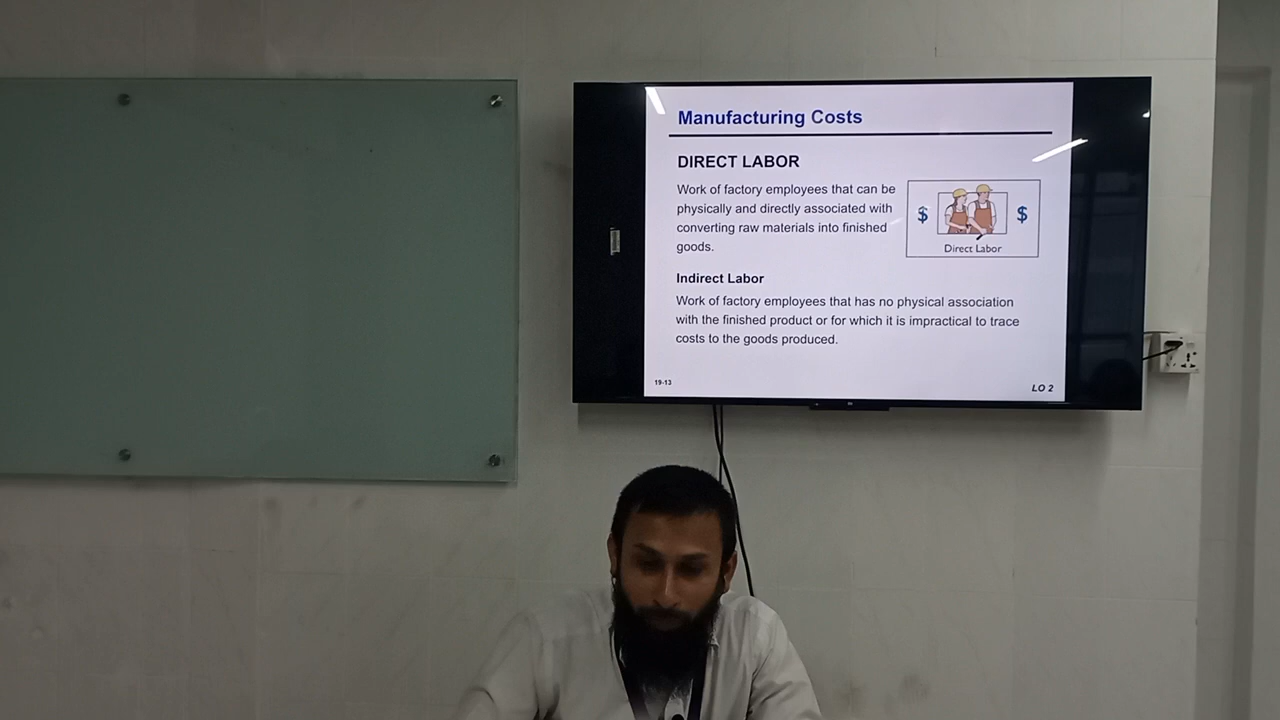 Manufacturing Costs
DIRECT LABOR
Work of factory employees that can be
physically and directly associated with
converting raw materials into finished
goods.
$ $
Direct Labor
Indirect Labor
Work of factory employees that has no physical association
with the finished product or for which it is impractical to trace
costs to the goods produced.
19-13
LO 2